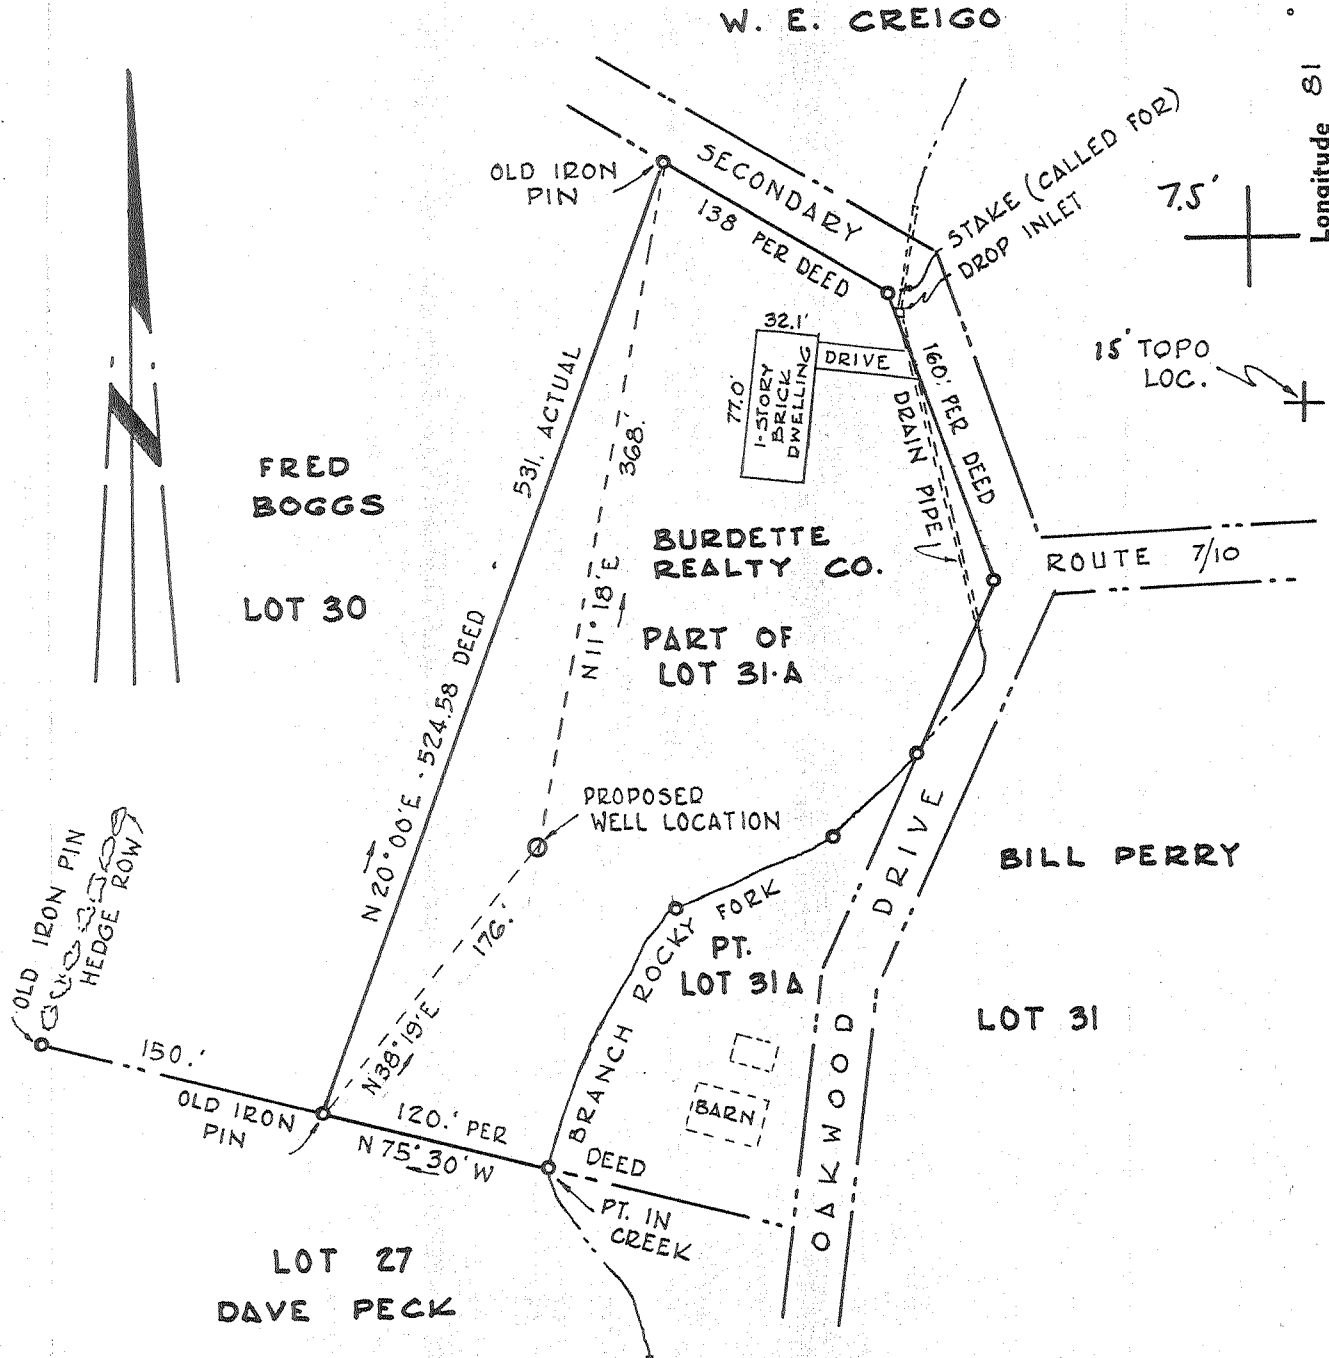 W. E. CREIGO
Longitude 81 °
OLD IRON
PIN
SECONDARY
138 PER DEED
STAKE (CALLED FOR)
DROP INLET
7.5'
15' TOPO
LOC.
32.1'
77.0'
1-STORY
BRICK
DWELLING
DRIVE
160.' PER DEED
DRAIN PIPE
531. ACTUAL
368.'
N
FRED
BOGGS
LOT 30
BURDETTE
REALTY CO.
ROUTE 7/10
N11°18'E
PART OF
LOT 31-A
N20°00'E - 524.58 DEED
PROPOSED
WELL LOCATION
OLD IRON PIN
HEDGE ROW
176.'
N38°19'E
BRANCH ROCKY FORK
PT.
LOT 31A
BILL PERRY
LOT 31
OAKWOOD DRIVE
150.'
OLD IRON
PIN
120.' PER DEED
N75°30'W
BARN
PT. IN
CREEK
LOT 27
DAVE PECK